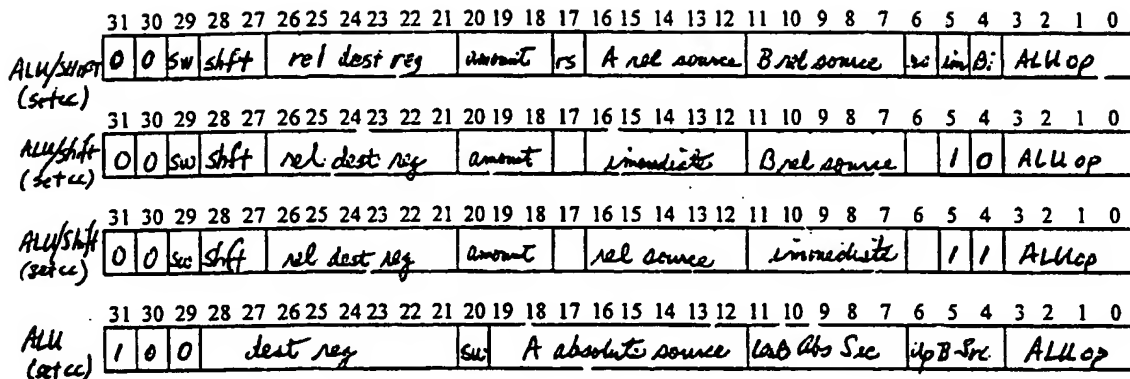 31 30 29 28 27 26 25 24 23 22 21 20 19 18 17 16 15 14 13 12 11 10 9 8 7 6 5 4 3 2 1 0
ALU/Shift 0 0 sw shft rel dest reg amount rs A rel source B rel source im Bi ALU op
(setcc)
31 30 29 28 27 26 25 24 23 22 21 20 19 18 17 16 15 14 13 12 11 10 9 8 7 6 5 4 3 2 1 0
ALU/shift 0 0 sw shft rel dest reg amount immediate B rel source 1 0 ALU op
(setcc)
31 30 29 28 27 26 25 24 23 22 21 20 19 18 17 16 15 14 13 12 11 10 9 8 7 6 5 4 3 2 1 0
ALU/Shift 0 0 shft rel dest reg amount rel source immediate 1 1 ALU op
(setcc)
31 30 29 28 27 26 25 24 23 22 21 20 19 18 17 16 15 14 13 12 11 10 9 8 7 6 5 4 3 2 1 0
ALU 1 0 0 dest reg sw A absolute source B Abs Src B Src ALU op
(setcc)